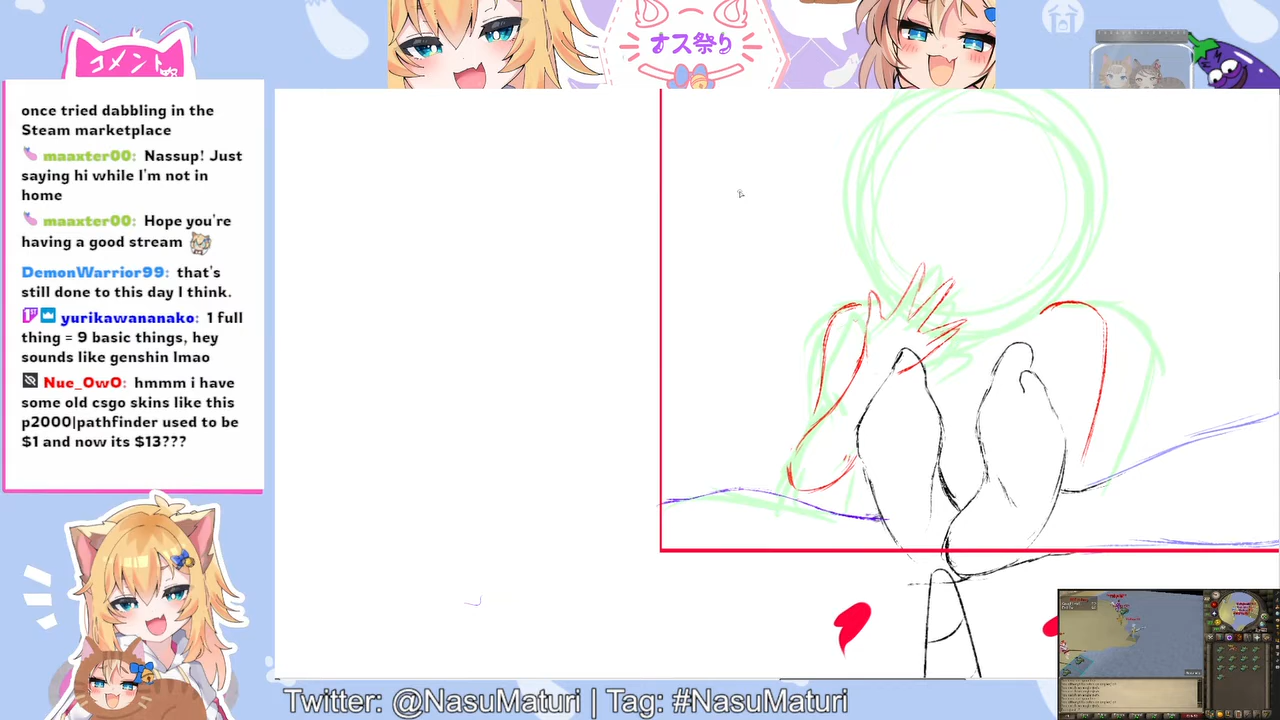 オス祭り
コメント
once tried dabbling in the
Steam marketplace
maaxter00: Nassup! Just
saying hi while I'm not in
home
maaxter00: Hope you're
having a good stream
DemonWarrior99: that's
still done to this day I think.
1ST yurikawananako: 1 full
thing = 9 basic things, hey
sounds like genshin lmao
Nue_OwO: hmmm i have
some old csgo skins like this
p2000|pathfinder used to be
$1 and now its $13???
Twitter @NasuMaturi | Tag: #NasuMaturi